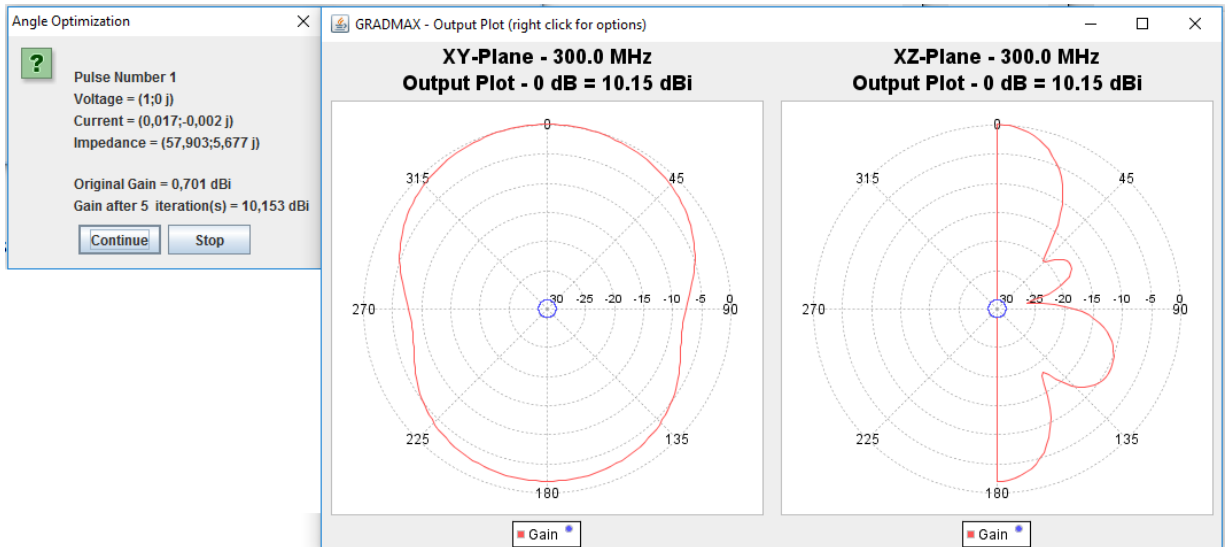 Angle Optimization
?
Pulse Number 1
Voltage = (1;0 j)
Current = (0,017;-0,002 j)
Impedance = (57,903;5,677 j)
Original Gain = 0,701 dBi
Gain after 5 iteration(s) = 10,153 dBi
Continue Stop
GRADMAX - Output Plot (right click for options)
XY-Plane - 300.0 MHz
Output Plot - 0 dB = 10.15 dBi
0
315 45
30 -25 -20 -15 -10 -5 0
270 90
225 135
180
Gain
XZ-Plane - 300.0 MHz
Output Plot - 0 dB = 10.15 dBi
0
315 45
30 -25 -20 -15 -10 -5 0
270 90
225 135
180
Gain